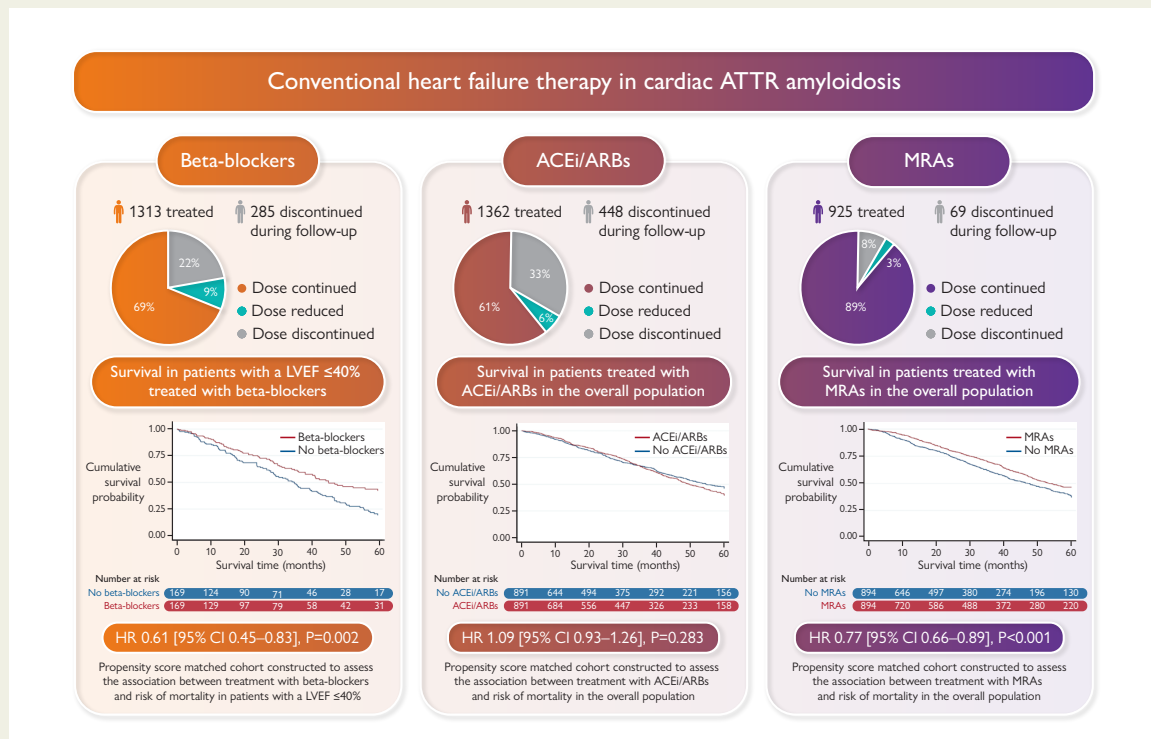 Conventional heart failure therapy in cardiac ATTR amyloidosis
Beta-blockers
1313 treated
285 discontinued
during follow-up
22%
9%
69%
Dose continued
Dose reduced
Dose discontinued
Survival in patients with a LVEF ≤40%
treated with beta-blockers
Cumulative
survival
probability
1.00
0.75
0.50
0.25
0.00
Beta-blockers
No beta-blockers
0 10 20 30 40 50 60
Survival time (months)
Number at risk
No beta-blockers 169 124 90 71 46 28 17
Beta-blockers 169 129 97 79 58 42 31
HR 0.61 [95% CI 0.45–0.83], P=0.002
Propensity score matched cohort constructed to assess
the association between treatment with beta-blockers
and risk of mortality in patients with a LVEF ≤40%
ACEi/ARBs
1362 treated
448 discontinued
during follow-up
33%
6%
61%
Dose continued
Dose reduced
Dose discontinued
Survival in patients treated with
ACEi/ARBs in the overall population
Cumulative
survival
probability
1.00
0.75
0.50
0.25
0.00
ACEi/ARBs
No ACEi/ARBs
0 10 20 30 40 50 60
Survival time (months)
Number at risk
No ACEi/ARBs 891 644 494 375 292 221 156
ACEi/ARBs 891 684 556 447 326 233 158
HR 1.09 [95% CI 0.93–1.26], P=0.283
Propensity score matched cohort constructed to assess
the association between treatment with ACEi/ARBs
and risk of mortality in the overall population
MRAs
925 treated
69 discontinued
during follow-up
8%
3%
89%
Dose continued
Dose reduced
Dose discontinued
Survival in patients treated with
MRAs in the overall population
Cumulative
survival
probability
1.00
0.75
0.50
0.25
0.00
MRAs
No MRAs
0 10 20 30 40 50 60
Survival time (months)
Number at risk
No MRAs 894 646 497 380 274 196 130
MRAs 894 720 586 488 372 280 220
HR 0.77 [95% CI 0.66–0.89], P<0.001
Propensity score matched cohort constructed to assess
the association between treatment with MRAs
and risk of mortality in the overall population